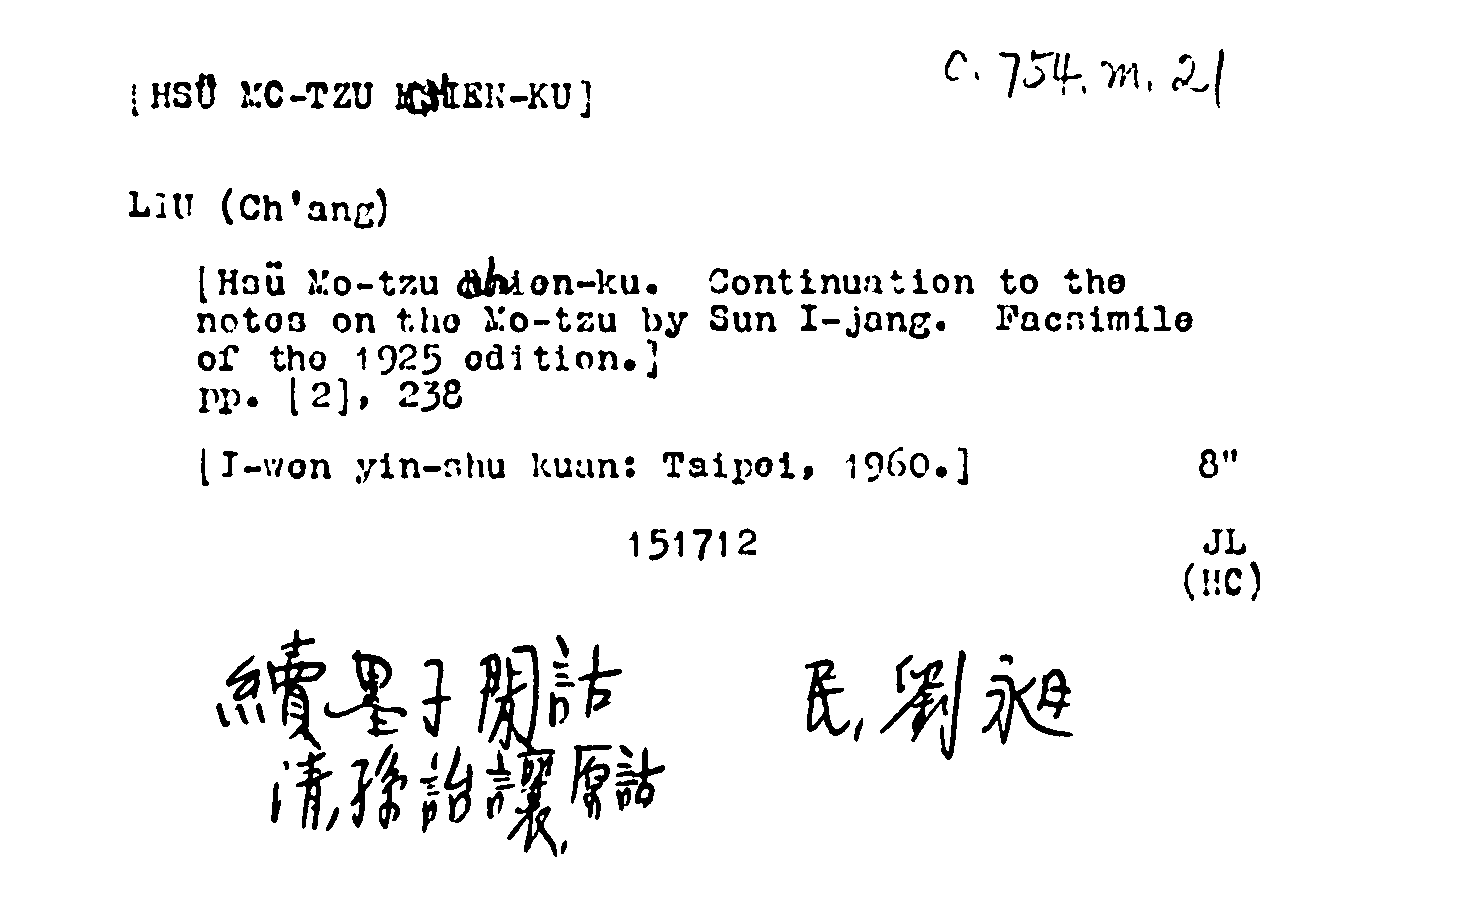 C. 754. m. 21
[HSÜ MO-TZU CHIEN-KU]
LIU (Ch'ang)
[Hsü Mo-tzu chien-ku. Continuation to the
notes on the Mo-tzu by Sun I-jang. Facsimile
of the 1925 edition.]
pp. [2], 238
[I-wen yin-shu kuan: Taipei, 1960.] 8"
151712 JL
(HC)
續墨子閒詁 民, 劉昶
清, 孫詒讓, 原詁